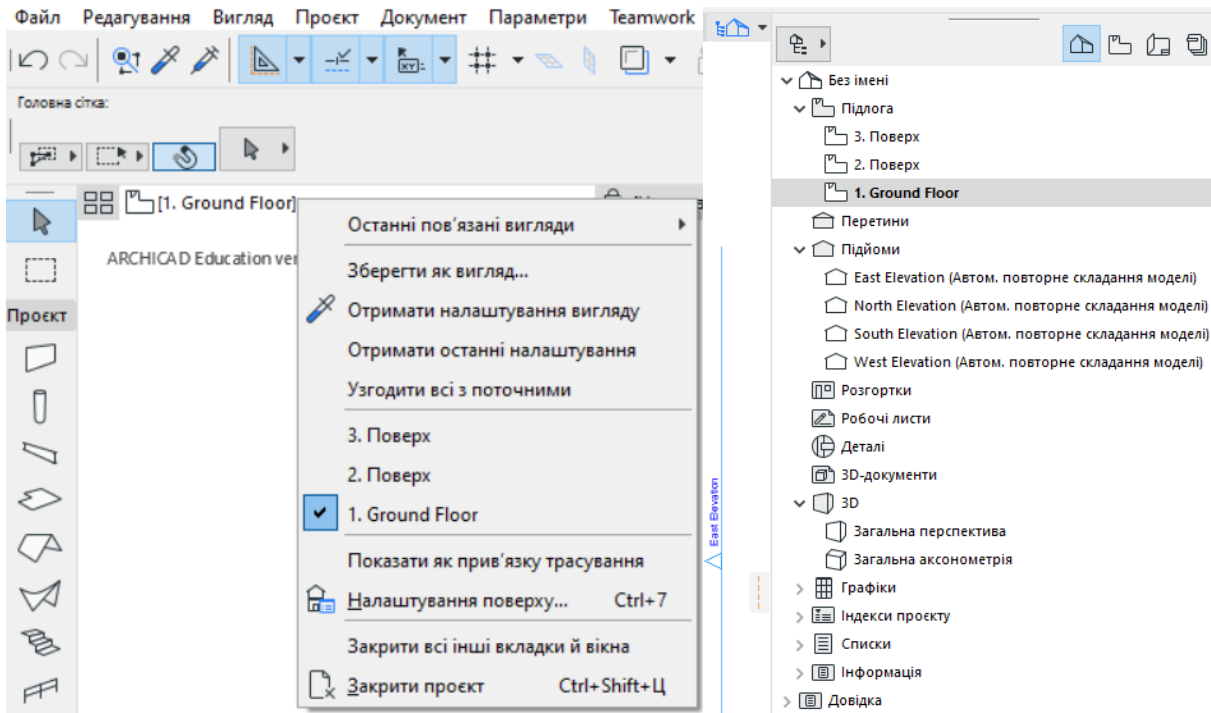 Файл Редагування Вигляд Проєкт Документ Параметри Teamwork
XY:
Головна сітка:
[1. Ground Floor]
ARCHICAD Education ver
Проєкт
Останні пов'язані вигляди
Зберегти як вигляд...
Отримати налаштування вигляду
Отримати останні налаштування
Узгодити всі з поточними
3. Поверх
2. Поверх
1. Ground Floor
Показати як прив'язку трасування
Налаштування поверху... Ctrl+7
Закрити всі інші вкладки й вікна
Закрити проєкт Ctrl+Shift+Ц
East Elevation
Без імені
Підлога
3. Поверх
2. Поверх
1. Ground Floor
Перетини
Підйоми
East Elevation (Автом. повторне складання моделі)
North Elevation (Автом. повторне складання моделі)
South Elevation (Автом. повторне складання моделі)
West Elevation (Автом. повторне складання моделі)
Розгортки
Робочі листи
Деталі
3D-документи
3D
Загальна перспектива
Загальна аксонометрія
Графіки
Індекси проєкту
Списки
Інформація
Довідка